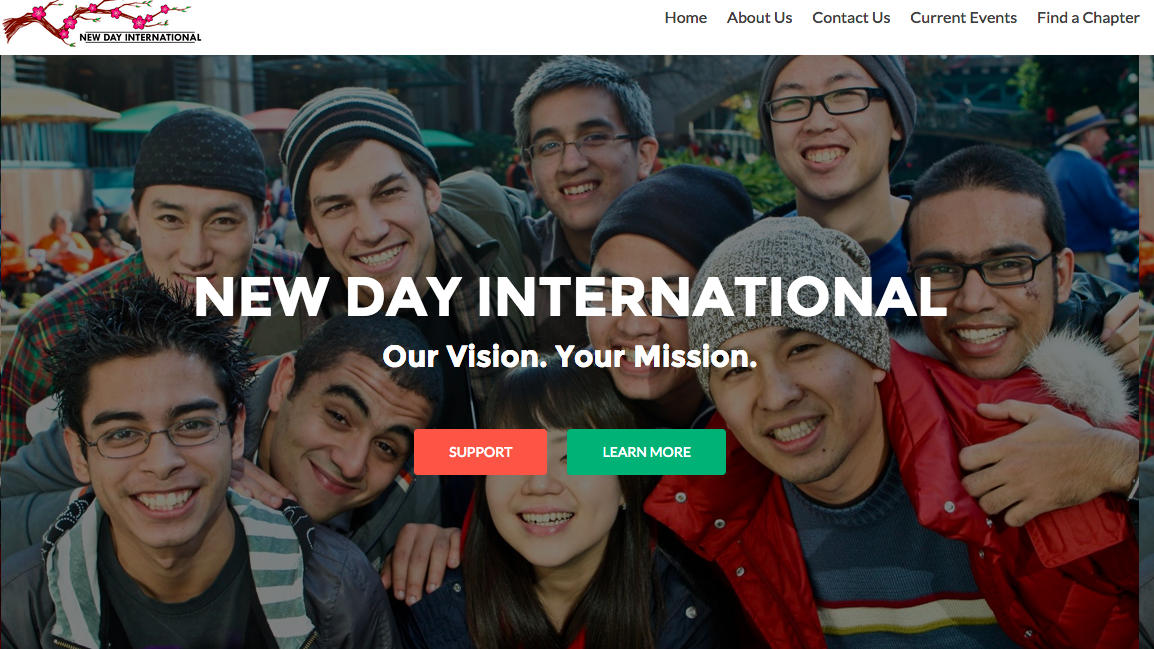 NEW DAY INTERNATIONAL
Home About Us Contact Us Current Events Find a Chapter
NEW DAY INTERNATIONAL
Our Vision. Your Mission.
SUPPORT LEARN MORE